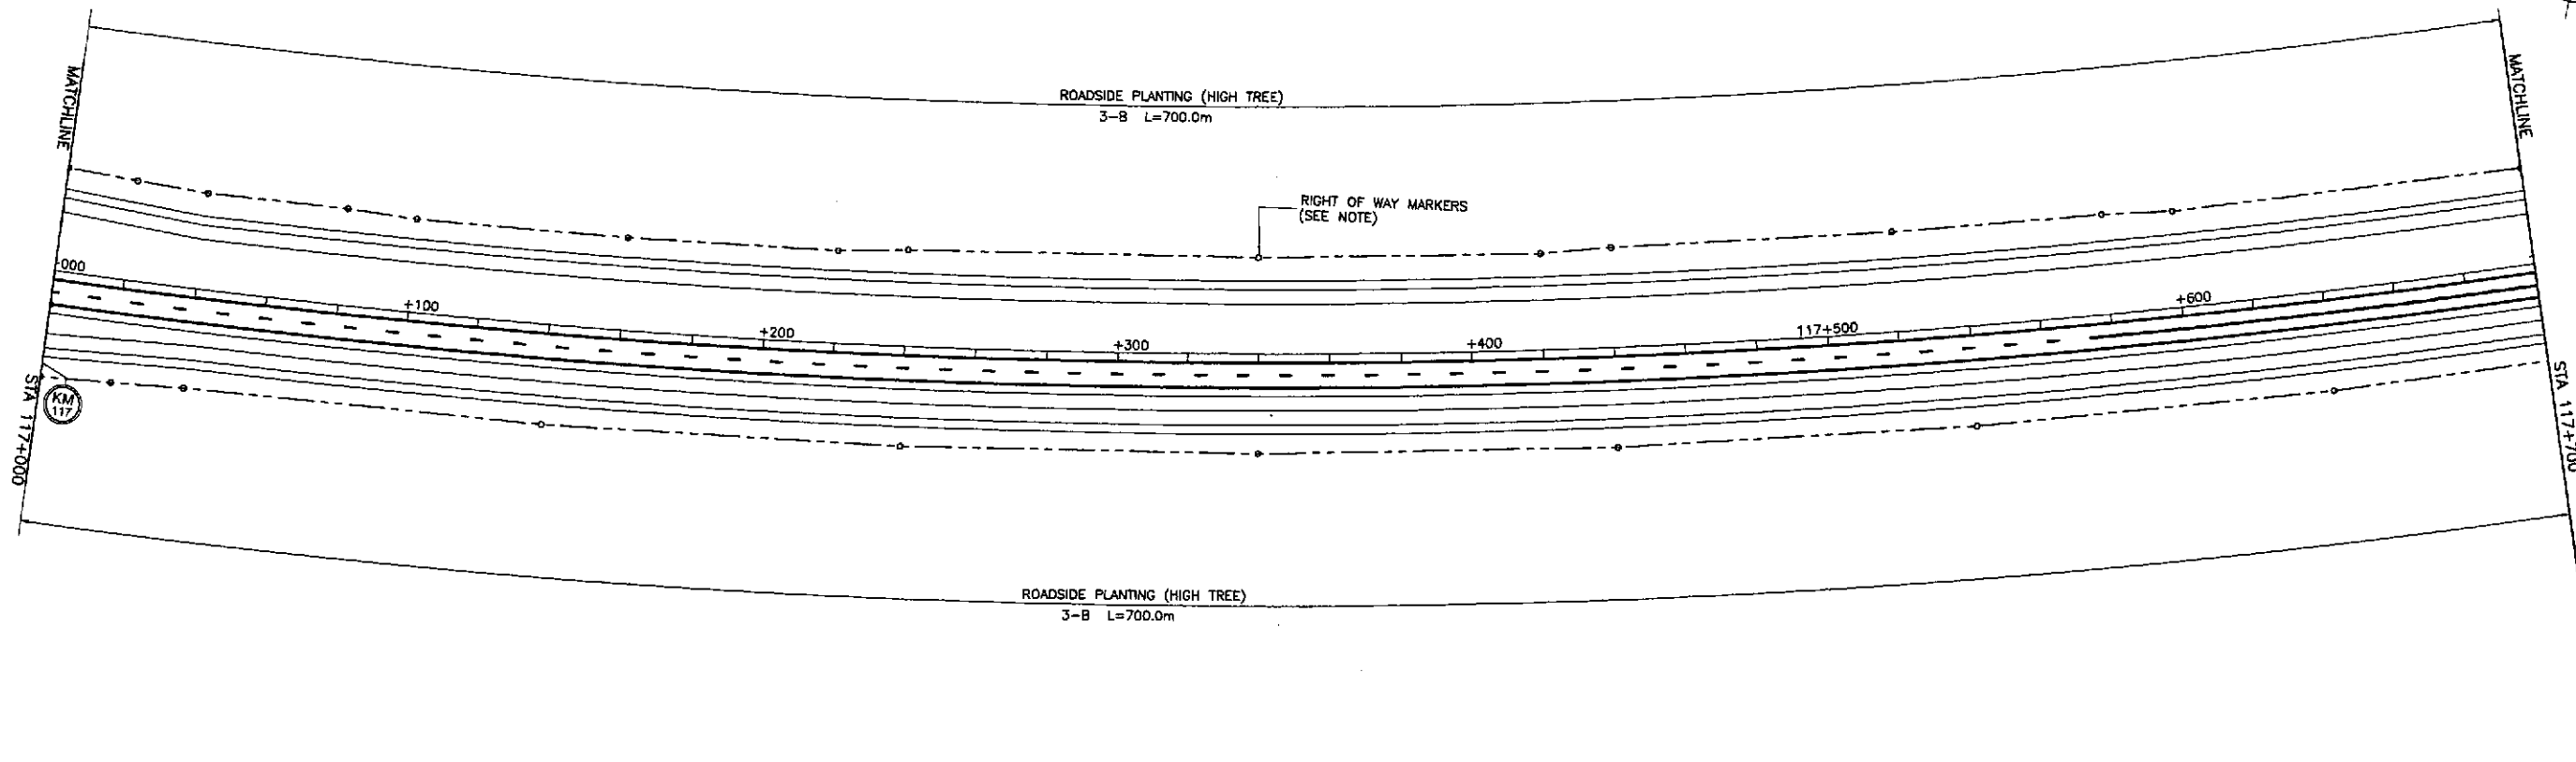 MATCHLINE
MATCHLINE
ROADSIDE PLANTING (HIGH TREE)
3-B L=700.0m
RIGHT OF WAY MARKERS
(SEE NOTE)
000
+100
+200
+300
+400
117+500
+600
STA 117+000
KM
117
STA 117+700
ROADSIDE PLANTING (HIGH TREE)
3-B L=700.0m